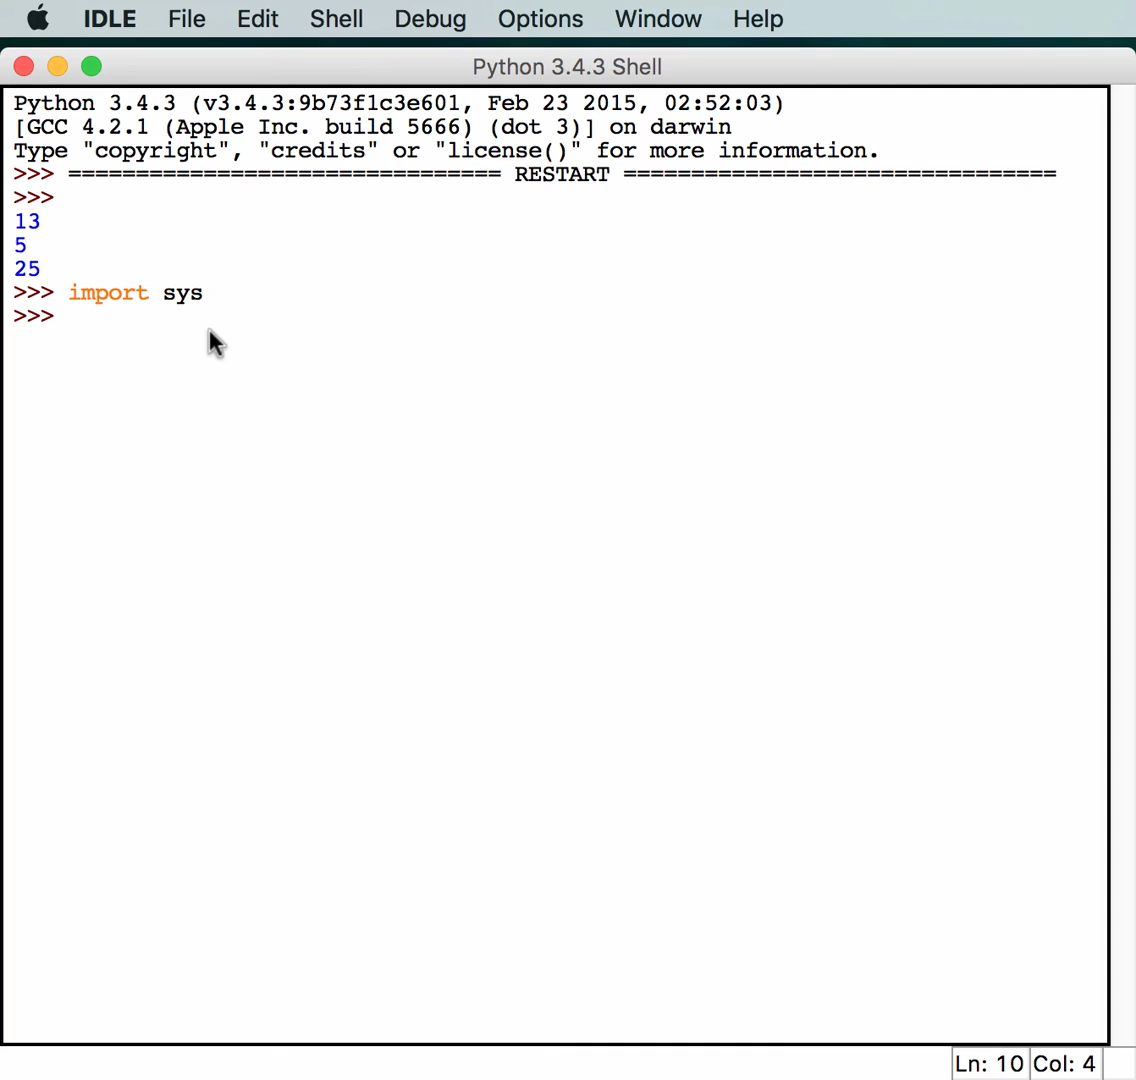 IDLE File Edit Shell Debug Options Window Help
Python 3.4.3 Shell
Python 3.4.3 (v3.4.3:9b73f1c3e601, Feb 23 2015, 02:52:03)
[GCC 4.2.1 (Apple Inc. build 5666) (dot 3)] on darwin
Type "copyright", "credits" or "license()" for more information.
>>> ================================ RESTART ================================
>>>
13
5
25
>>> import sys
>>>
Ln: 10 Col: 4